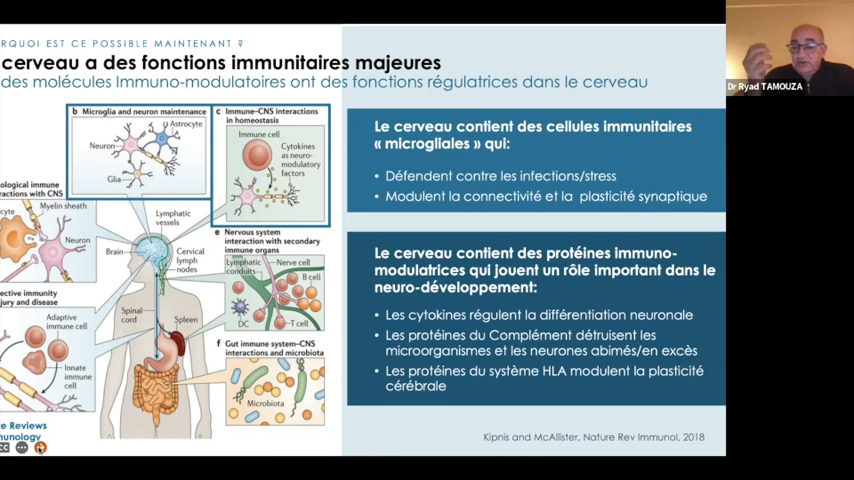 RQUOI EST CE POSSIBLE MAINTENANT ?
cerveau a des fonctions immunitaires majeures
des molécules Immuno-modulatoires ont des fonctions régulatrices dans le cerveau
Dr Ryad TAMOUZA
b Microglia and neuron maintenance
Astrocyte
Neuron
Glia
c Immune–CNS interactions
in homeostasis
Immune cell
Cytokines
as neuro-
modulatory
factors
ological immune
ractions with CNS
cyte
Myelin sheath
Neuron
Lymphatic
vessels
Brain
Cervical
lymph
nodes
e Nervous system
interaction with secondary
immune organs
Lymphatic
conduits
Nerve cell
B cell
DC
T cell
ective immunity
jury and disease
Adaptive
immune cell
Innate
immune
cell
Spinal
cord
Spleen
f Gut immune system–CNS
interactions and microbiota
Microbiota
re Reviews
munology
Le cerveau contient des cellules immunitaires
« microgliales » qui:
• Défendent contre les infections/stress
• Modulent la connectivité et la plasticité synaptique
Le cerveau contient des protéines immuno-
modulatrices qui jouent un rôle important dans le
neuro-développement:
• Les cytokines régulent la différentiation neuronale
• Les protéines du Complément détruisent les
microorganismes et les neurones abimés/en excès
• Les protéines du système HLA modulent la plasticité
cérébrale
Kipnis and McAllister, Nature Rev Immunol, 2018